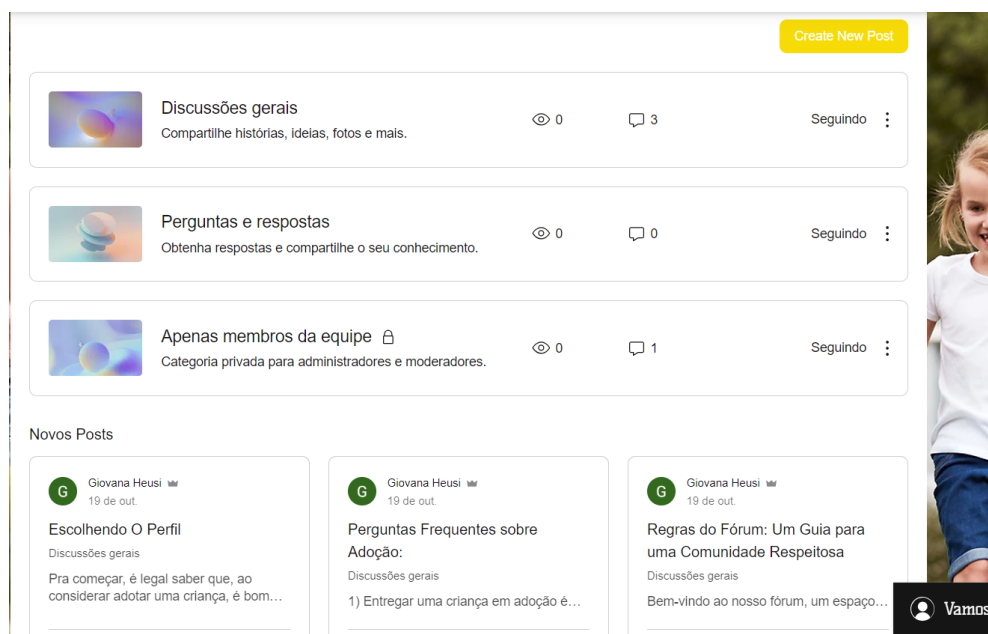 Create New Post
Discussões gerais
Compartilhe histórias, ideias, fotos e mais.
0
3
Seguindo
Perguntas e respostas
Obtenha respostas e compartilhe o seu conhecimento.
0
0
Seguindo
Apenas membros da equipe
Categoria privada para administradores e moderadores.
0
1
Seguindo
Novos Posts
G
Giovana Heusi
19 de out.
Escolhendo O Perfil
Discussões gerais
Pra começar, é legal saber que, ao
considerar adotar uma criança, é bom…
G
Giovana Heusi
19 de out.
Perguntas Frequentes sobre
Adoção:
Discussões gerais
1) Entregar uma criança em adoção é…
G
Giovana Heusi
19 de out.
Regras do Fórum: Um Guia para
uma Comunidade Respeitosa
Discussões gerais
Bem-vindo ao nosso fórum, um espaço…
Vamos